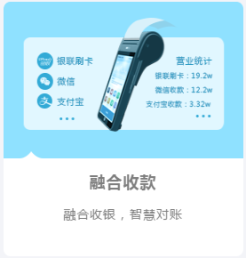 银联刷卡
微信
支付宝
营业统计
银联刷卡：19.2w
微信收款：12.2w
支付宝收款：3.32w
融合收款
融合收银，智慧对账